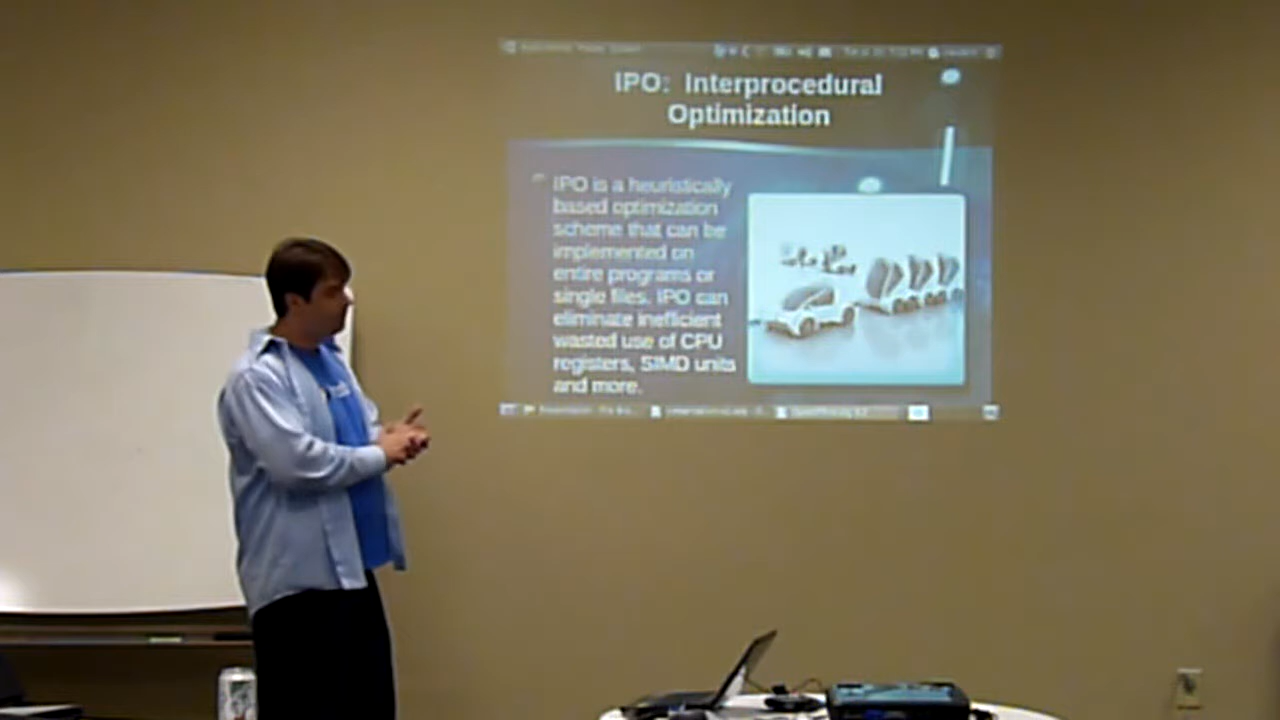 IPO: Interprocedural
Optimization
IPO is a heuristically
based optimization
scheme that can be
implemented on
entire programs or
single files. IPO can
eliminate inefficient
wasted use of CPU
registers, SIMD units
and more.